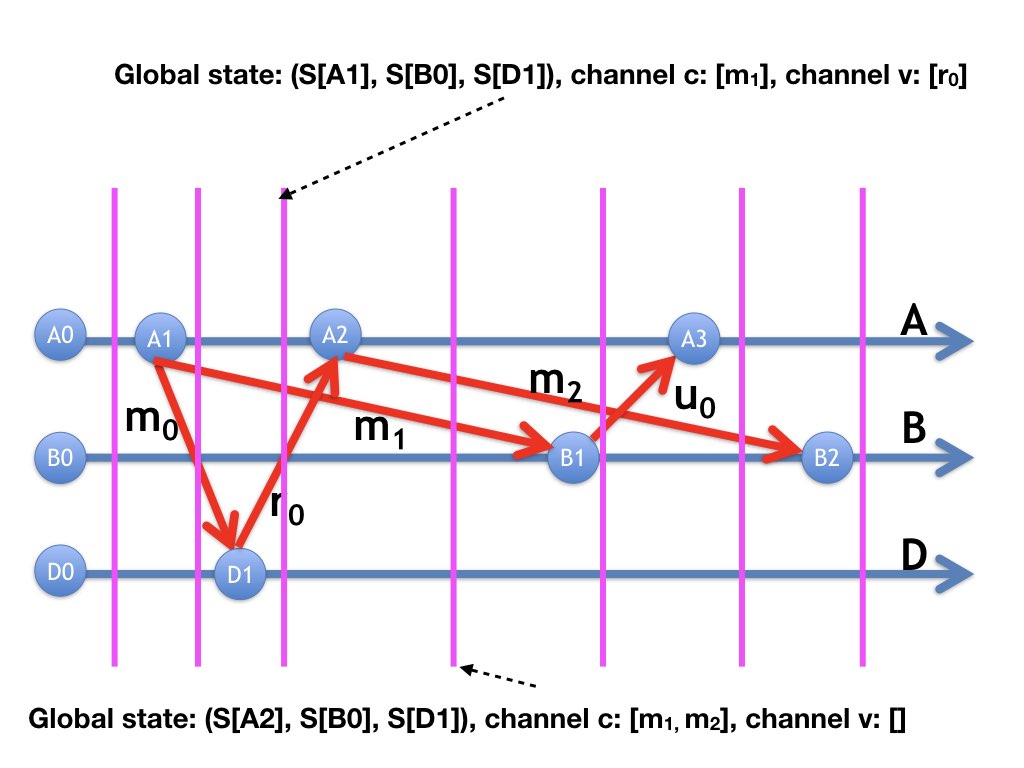 Global state: (S[A1], S[B0], S[D1]), channel c: [m₁], channel v: [r₀]
A
A0
A1
A2
A3
m₂
u₀
m₀
m₁
B
B0
B1
B2
r₀
D
D0
D1
Global state: (S[A2], S[B0], S[D1]), channel c: [m₁, m₂], channel v: []